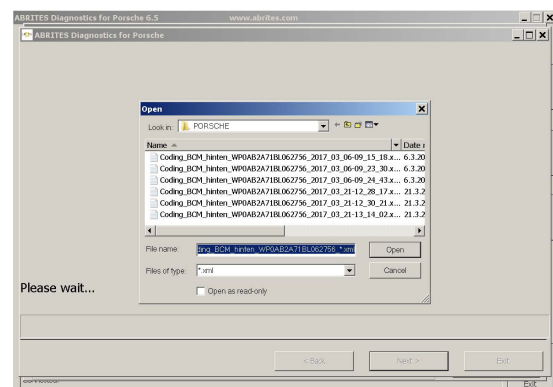 ABRITES Diagnostics for Porsche 6.5 www.abrites.com
ABRITES Diagnostics for Porsche
Open
Look in: PORSCHE
Name Date r
Coding_BCM_hinten_WP0AB2A71BL062756_2017_03_06-09_15_18.x... 6.3.20
Coding_BCM_hinten_WP0AB2A71BL062756_2017_03_06-09_23_30.x... 6.3.20
Coding_BCM_hinten_WP0AB2A71BL062756_2017_03_06-09_24_43.x... 6.3.20
Coding_BCM_hinten_WP0AB2A71BL062756_2017_03_21-12_28_17.x... 21.3.2
Coding_BCM_hinten_WP0AB2A71BL062756_2017_03_21-12_30_21.x... 21.3.2
Coding_BCM_hinten_WP0AB2A71BL062756_2017_03_21-13_14_02.x... 21.3.2
File name: ding_BCM_hinten_WP0AB2A71BL062756_*.xml Open
Files of type: *.xml Cancel
Open as read-only
Please wait...
< Back Next > Exit
Exit